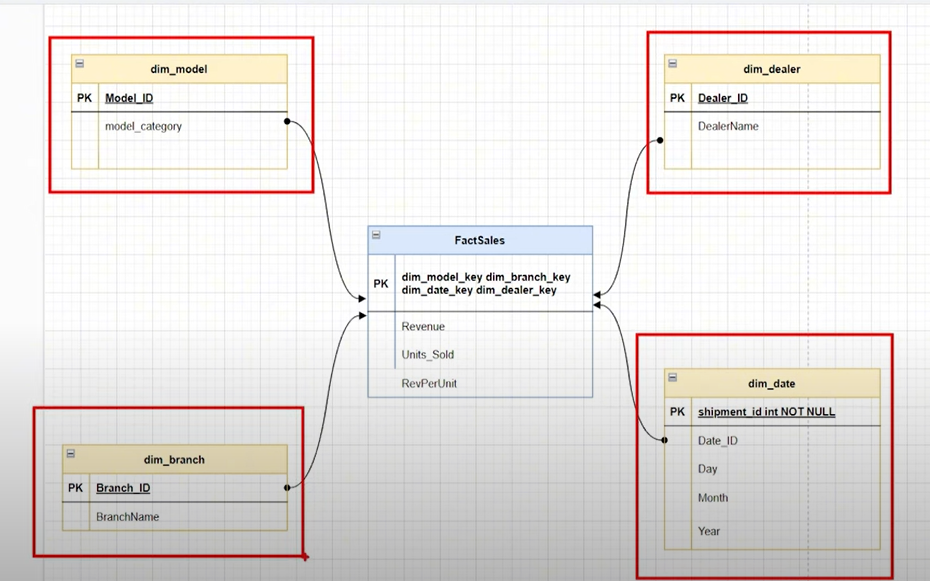 dim_model
PK Model_ID
model_category
dim_dealer
PK Dealer_ID
DealerName
FactSales
PK
dim_model_key dim_branch_key
dim_date_key dim_dealer_key
Revenue
Units_Sold
RevPerUnit
dim_branch
PK Branch_ID
BranchName
dim_date
PK shipment_id int NOT NULL
Date_ID
Day
Month
Year